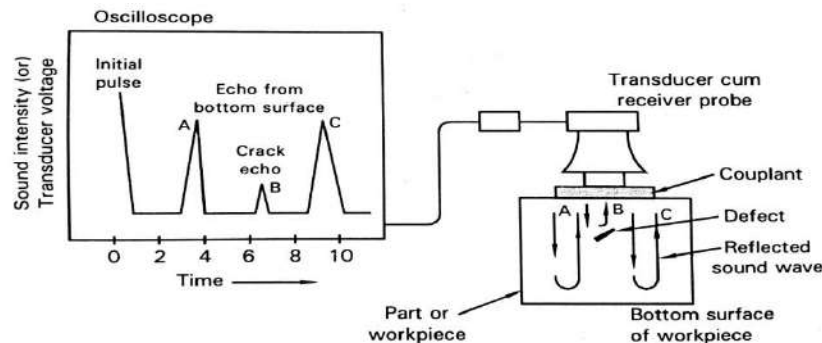 Oscilloscope
Sound intensity (or)
Transducer voltage
Initial
pulse
Echo from
bottom surface
A
C
Crack
echo
B
0 2 4 6 8 10
Time
Transducer cum
receiver probe
Couplant
A B C
Defect
Reflected
sound wave
Part or
workpiece
Bottom surface
of workpiece